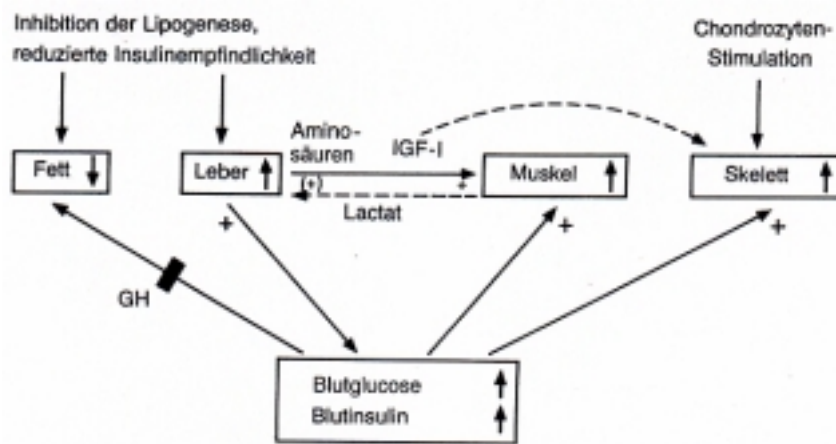 Inhibition der Lipogenese,
reduzierte Insulinempfindlichkeit
Chondrozyten-
Stimulation
Fett
Leber
Amino-
säuren
IGF-I
(+)
+
Lactat
Muskel
Skelett
+
+
+
GH
Blutglucose
Blutinsulin